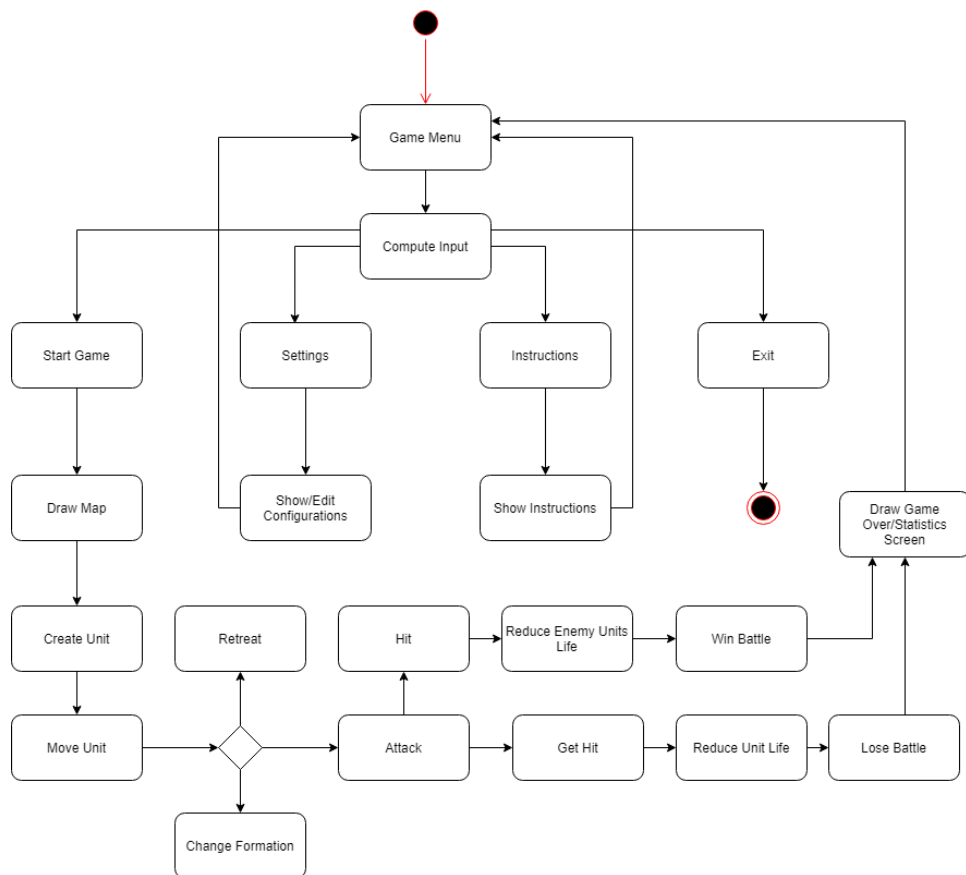 Game Menu
Compute Input
Start Game
Settings
Instructions
Exit
Draw Map
Show/Edit
Configurations
Show Instructions
Draw Game
Over/Statistics
Screen
Create Unit
Retreat
Hit
Reduce Enemy Units
Life
Win Battle
Move Unit
Attack
Get Hit
Reduce Unit Life
Lose Battle
Change Formation